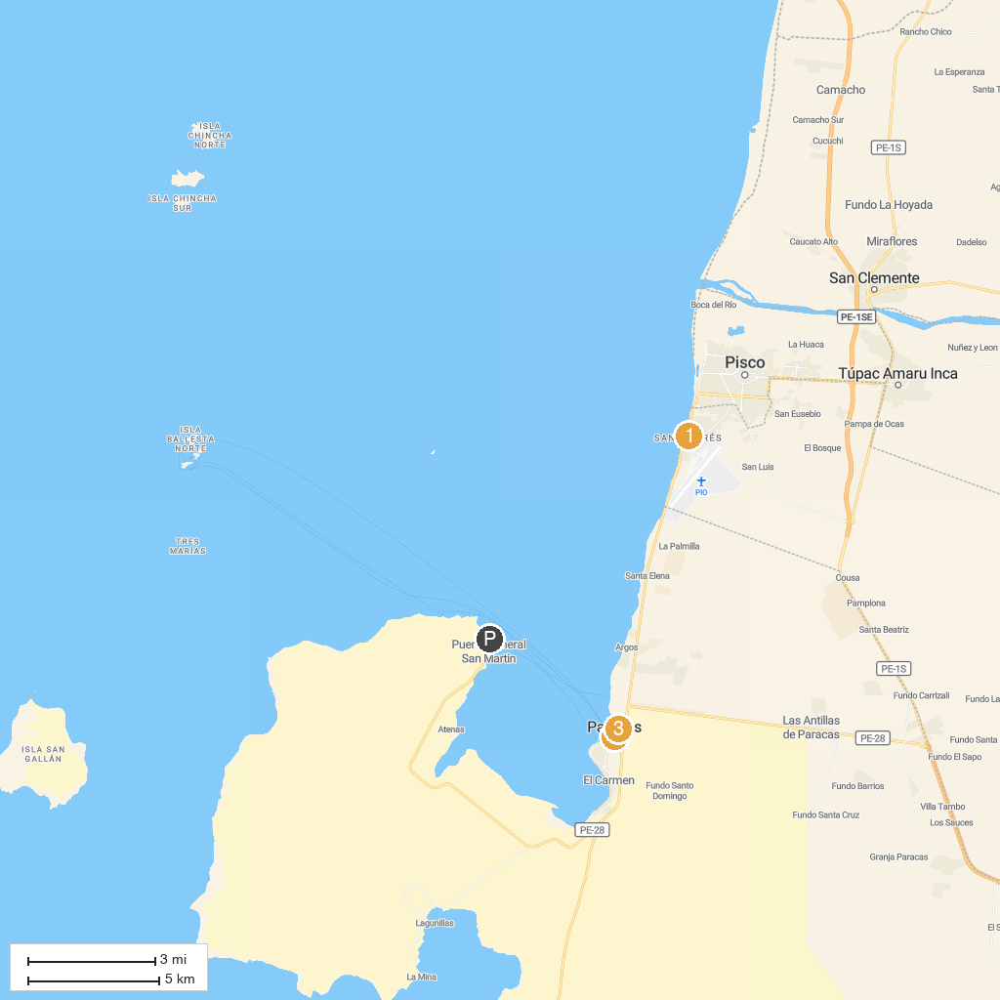 Rancho Chico
La Esperanza
Camacho
Santa T
Camacho Sur
ISLA
CHINCHA
NORTE
Cucuchi
PE-1S
ISLA CHINCHA
SUR
Ag
Fundo La Hoyada
Caucato Alto
Miraflores
Dadelso
San Clemente
Boca del Río
PE-1SE
La Huaca
Nuñez y Leon
Pisco
Túpac Amaru Inca
San Eusebio
Pampa de Ocas
ISLA
BALLESTA
NORTE
1
El Bosque
San Luis
PIO
TRES
MARÍAS
La Palmilla
Santa Elena
Cousa
Pamplona
Santa Beatriz
P
San Martin
Argos
PE-1S
Fundo Carrizali
Fundo La
3
Atenas
Las Antillas
de Paracas
PE-28
Fundo Santa
ISLA SAN
GALLÁN
Fundo El Sapo
El Carmen
Fundo Santo
Domingo
Fundo Barrios
Villa Tambo
Fundo Santa Cruz
Los Sauces
PE-28
Granja Paracas
Lagunillas
El S
La Mina
3 mi
5 km